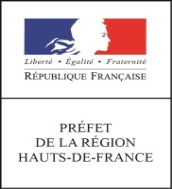 Liberté • Égalité • Fraternité
RÉPUBLIQUE FRANÇAISE
PRÉFET
DE LA RÉGION
HAUTS-DE-FRANCE